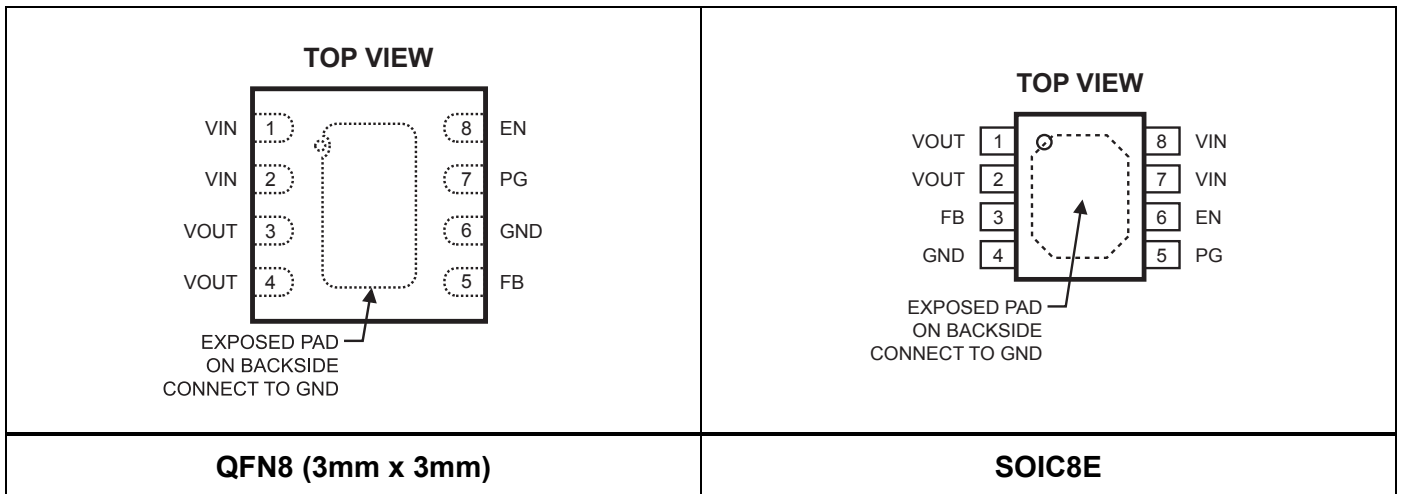 TOP VIEW
VIN 1 8 EN
VIN 2 7 PG
VOUT 3 6 GND
VOUT 4 5 FB
EXPOSED PAD
ON BACKSIDE
CONNECT TO GND
QFN8 (3mm x 3mm)
TOP VIEW
VOUT 1 8 VIN
VOUT 2 7 VIN
FB 3 6 EN
GND 4 5 PG
EXPOSED PAD
ON BACKSIDE
CONNECT TO GND
SOIC8E